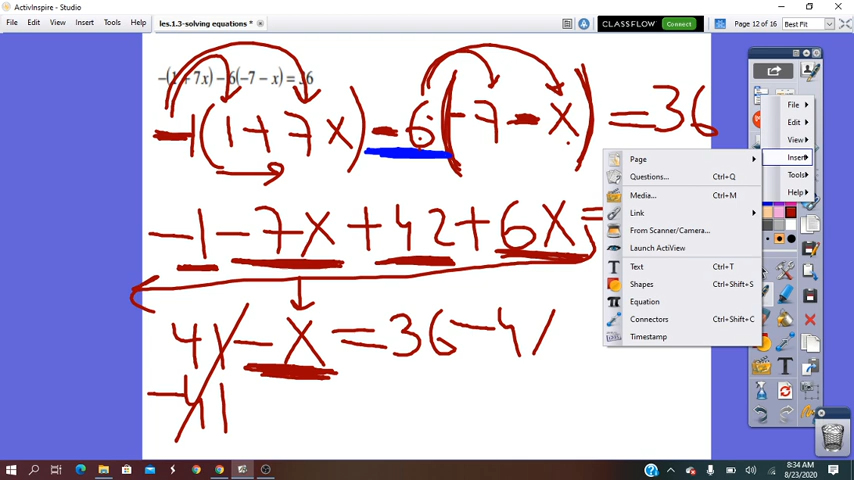 ActivInspire - Studio
File Edit View Insert Tools Help les.1.3-solving equations * CLASSFLOW Connect Page 12 of 16 Best Fit
-(1 + 7x) - 6(-7 - x) = 36
-1(1 + 7x) - 6(-7 - x) = 36
-1 - 7x + 42 + 6x =
41 - x = 36 - 41
-41
File
Edit
View
Insert
Tools
Help
Page
Questions... Ctrl+Q
Media... Ctrl+M
Link
From Scanner/Camera...
Launch ActiView
Text Ctrl+T
Shapes Ctrl+Shift+S
Equation
Connectors Ctrl+Shift+C
Timestamp
8:34 AM
8/23/2020